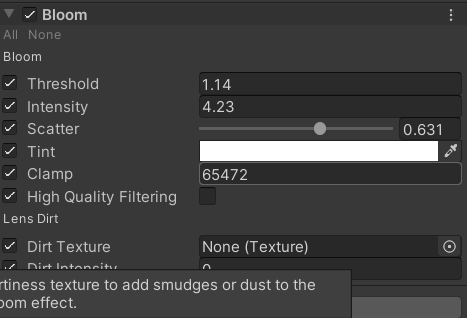 Bloom
All None
Bloom
Threshold 1.14
Intensity 4.23
Scatter 0.631
Tint
Clamp 65472
High Quality Filtering
Lens Dirt
Dirt Texture None (Texture)
Dirt Intensity 0
rtiness texture to add smudges or dust to the
oom effect.